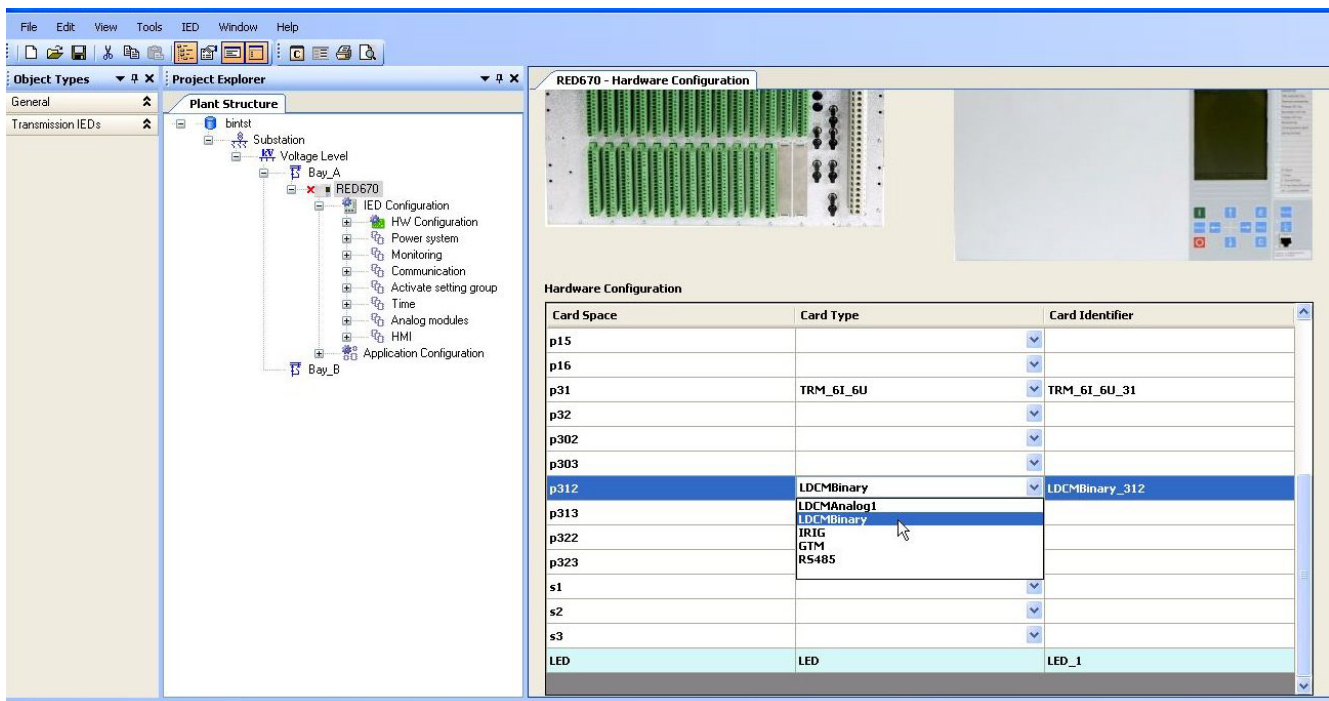 File Edit View Tools IED Window Help
Object Types
General
Transmission IEDs
Project Explorer
Plant Structure
bintst
Substation
Voltage Level
Bay_A
RED670
IED Configuration
HW Configuration
Power system
Monitoring
Communication
Activate setting group
Time
Analog modules
HMI
Application Configuration
Bay_B
RED670 - Hardware Configuration
Hardware Configuration
Card Space Card Type Card Identifier
p15
p16
p31 TRM_6I_6U TRM_6I_6U_31
p32
p302
p303
p312 LDCMBinary LDCMBinary_312
LDCMAnalog1
p313
LDCMBinary
IRIG
p322
GTM
RS485
p323
s1
s2
s3
LED LED LED_1